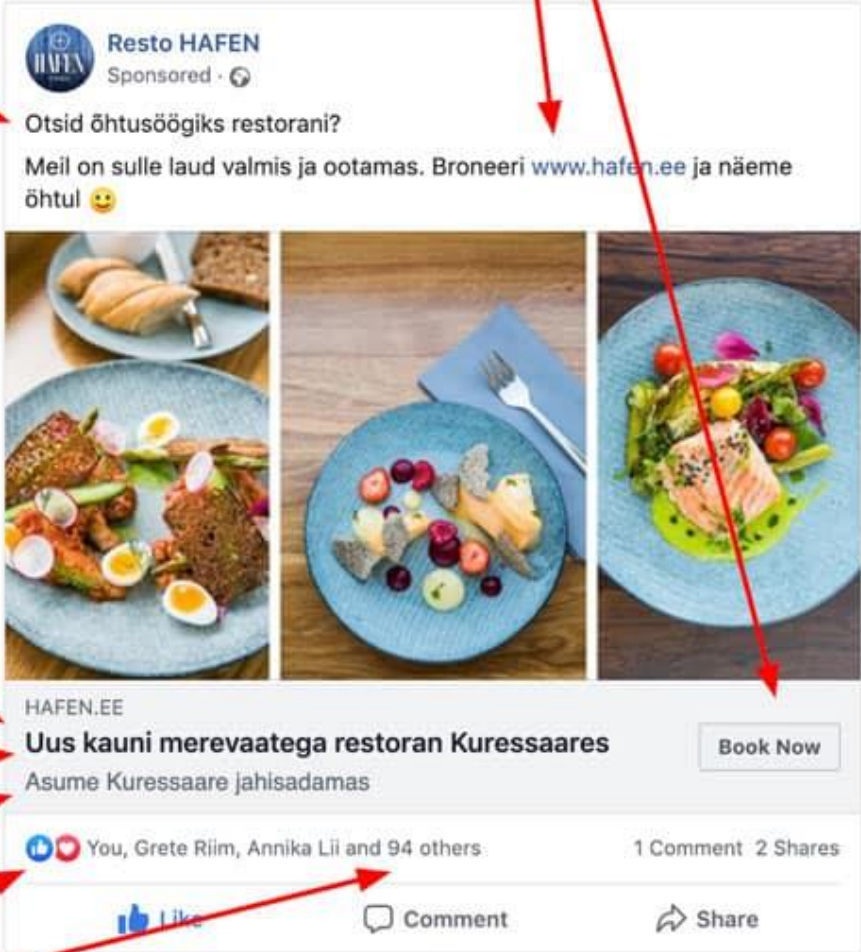 HAFEN
Resto HAFEN
Sponsored ·
Otsid õhtusöögiks restorani?
Meil on sulle laud valmis ja ootamas. Broneeri www.hafen.ee ja näeme
õhtul 🙂
HAFEN.EE
Uus kauni merevaatega restoran Kuressaares
Asume Kuressaare jahisadamas
Book Now
You, Grete Riim, Annika Lii and 94 others
1 Comment 2 Shares
Like
Comment
Share